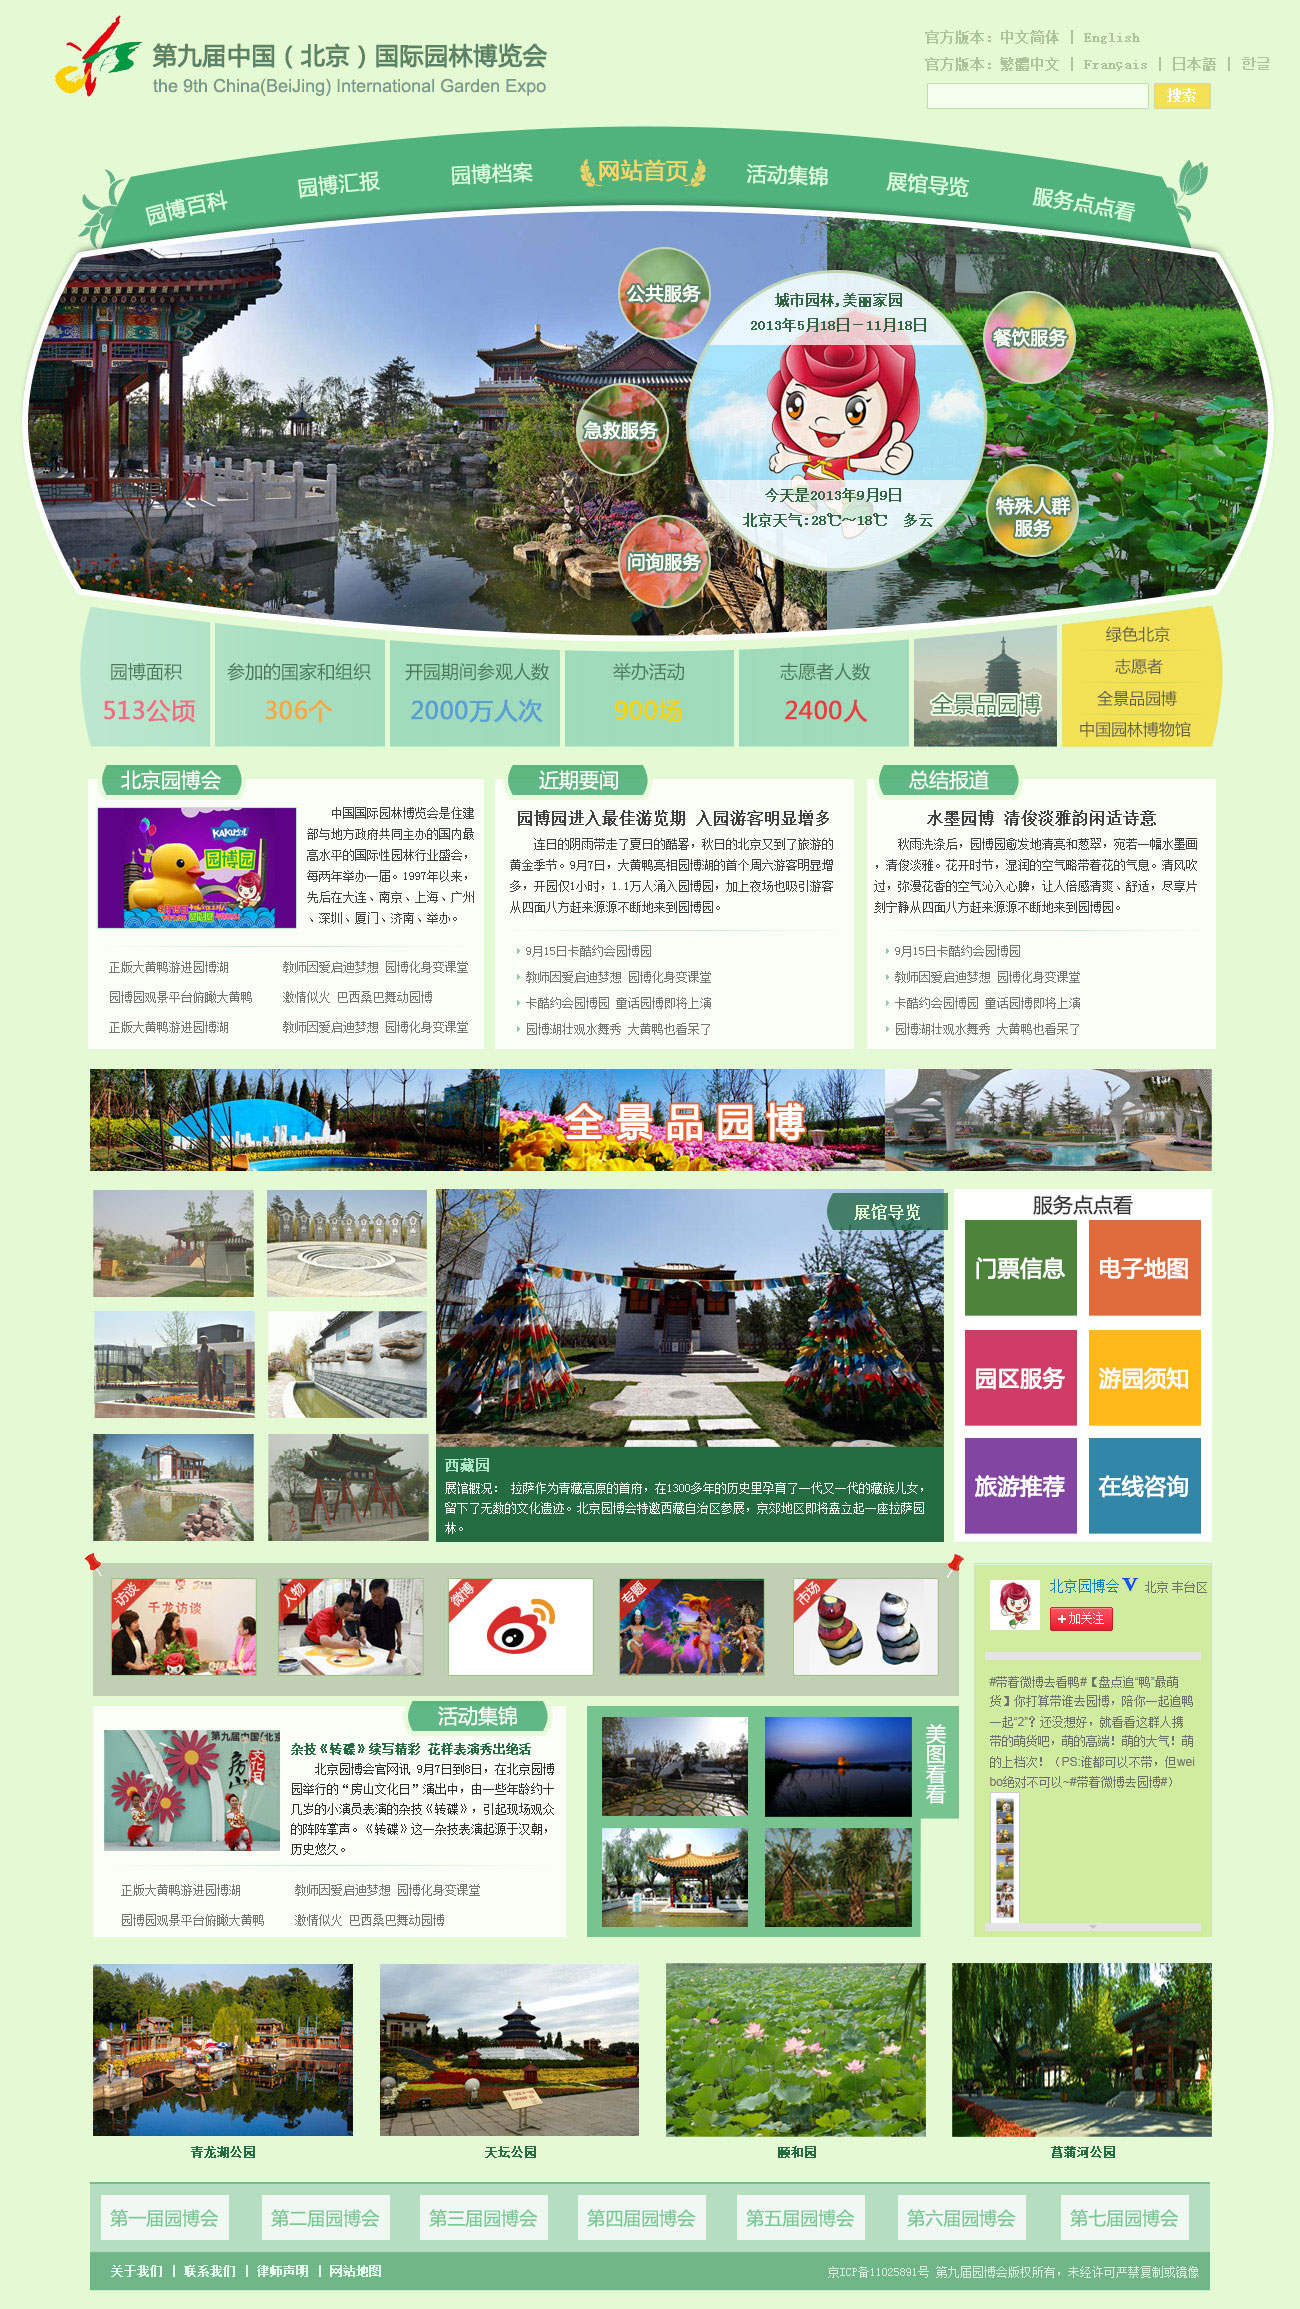 第九届中国（北京）国际园林博览会
the 9th China(BeiJing) International Garden Expo
官方版本：中文简体 | English
官方版本：繁體中文 | Français | 日本語 | 한글
搜索
园博百科
园博汇报
园博档案
网站首页
活动集锦
展馆导览
服务点点看
公共服务
急救服务
问询服务
城市园林,美丽家园
2013年5月18日－11月18日
今天是2013年9月9日
北京天气:28℃～18℃ 多云
餐饮服务
特殊人群
服务
园博面积
513公顷
参加的国家和组织
306个
开园期间参观人数
2000万人次
举办活动
900场
志愿者人数
2400人
全景品园博
绿色北京
志愿者
全景品园博
中国园林博物馆
北京园博会
KAKU
园博园
9月15日
中国国际园林博览会是住建
部与地方政府共同主办的国内最
高水平的国际性园林行业盛会，
每两年举办一届。1997年以来，
先后在大连、南京、上海、广州
、深圳、厦门、济南、举办。
正版大黄鸭游进园博湖 教师因爱启迪梦想 园博化身变课堂
园博园观景平台俯瞰大黄鸭 激情似火 巴西桑巴舞动园博
正版大黄鸭游进园博湖 教师因爱启迪梦想 园博化身变课堂
近期要闻
园博园进入最佳游览期 入园游客明显增多
连日的阴雨带走了夏日的酷署，秋日的北京又到了旅游的
黄金季节。9月7日，大黄鸭亮相园博湖的首个周六游客明显增
多，开园仅1小时，1.1万人涌入园博园，加上夜场也吸引游客
从四面八方赶来源源不断地来到园博园。
9月15日卡酷约会园博园
教师因爱启迪梦想 园博化身变课堂
卡酷约会园博园 童话园博即将上演
园博湖壮观水舞秀 大黄鸭也看呆了
总结报道
水墨园博 清俊淡雅韵闲适诗意
秋雨洗涤后，园博园愈发地清亮和葱翠，宛若一幅水墨画
，清俊淡雅。花开时节，湿润的空气略带着花的气息。清风吹
过，弥漫花香的空气沁入心脾，让人倍感清爽、舒适，尽享片
刻宁静从四面八方赶来源源不断地来到园博园。
9月15日卡酷约会园博园
教师因爱启迪梦想 园博化身变课堂
卡酷约会园博园 童话园博即将上演
园博湖壮观水舞秀 大黄鸭也看呆了
全景品园博
展馆导览
西藏园
展馆概况： 拉萨作为青藏高原的首府，在1300多年的历史里孕育了一代又一代的藏族儿女，
留下了无数的文化遗迹。北京园博会特邀西藏自治区参展，京郊地区即将矗立起一座拉萨园
林。
服务点点看
门票信息
电子地图
园区服务
游园须知
旅游推荐
在线咨询
访谈
千龙访谈
人物
微博
专题
市场
北京园博会 V 北京 丰台区
+加关注
#带着微博去看鸭#【盘点追“鸭”最萌
货】你打算带谁去园博，陪你一起追鸭
一起“2”？还没想好，就看看这群人携
带的萌货吧，萌的高端！萌的大气！萌
的上档次！（PS:谁都可以不带，但wei
bo绝对不可以~#带着微博去园博#）
活动集锦
第九届中国(北京
房山
文化日
杂技《转碟》续写精彩 花祥表演秀出绝活
北京园博会官网讯 9月7日到8日，在北京园博
园举行的“房山文化日”演出中，由一些年龄约十
几岁的小演员表演的杂技《转碟》，引起现场观众
的阵阵掌声。《转碟》这一杂技表演起源于汉朝，
历史悠久。
正版大黄鸭游进园博湖 教师因爱启迪梦想 园博化身变课堂
园博园观景平台俯瞰大黄鸭 激情似火 巴西桑巴舞动园博
美图看看
青龙湖公园
天坛公园
颐和园
菖蒲河公园
第一届园博会
第二届园博会
第三届园博会
第四届园博会
第五届园博会
第六届园博会
第七届园博会
关于我们 | 联系我们 | 律师声明 | 网站地图
京ICP备11025891号 第九届园博会版权所有，未经许可严禁复制或镜像